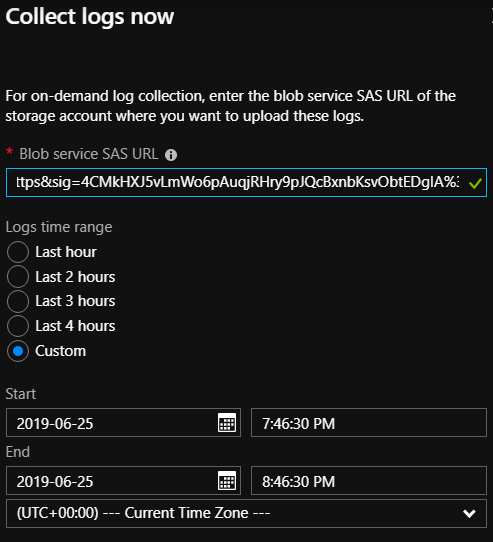 Collect logs now
For on-demand log collection, enter the blob service SAS URL of the
storage account where you want to upload these logs.
* Blob service SAS URL
ttps&sig=4CMkHXJ5vLmWo6pAuqjRHry9pJQcBxnbKsvObtEDglA%3
Logs time range
Last hour
Last 2 hours
Last 3 hours
Last 4 hours
Custom
Start
2019-06-25 7:46:30 PM
End
2019-06-25 8:46:30 PM
(UTC+00:00) --- Current Time Zone ---